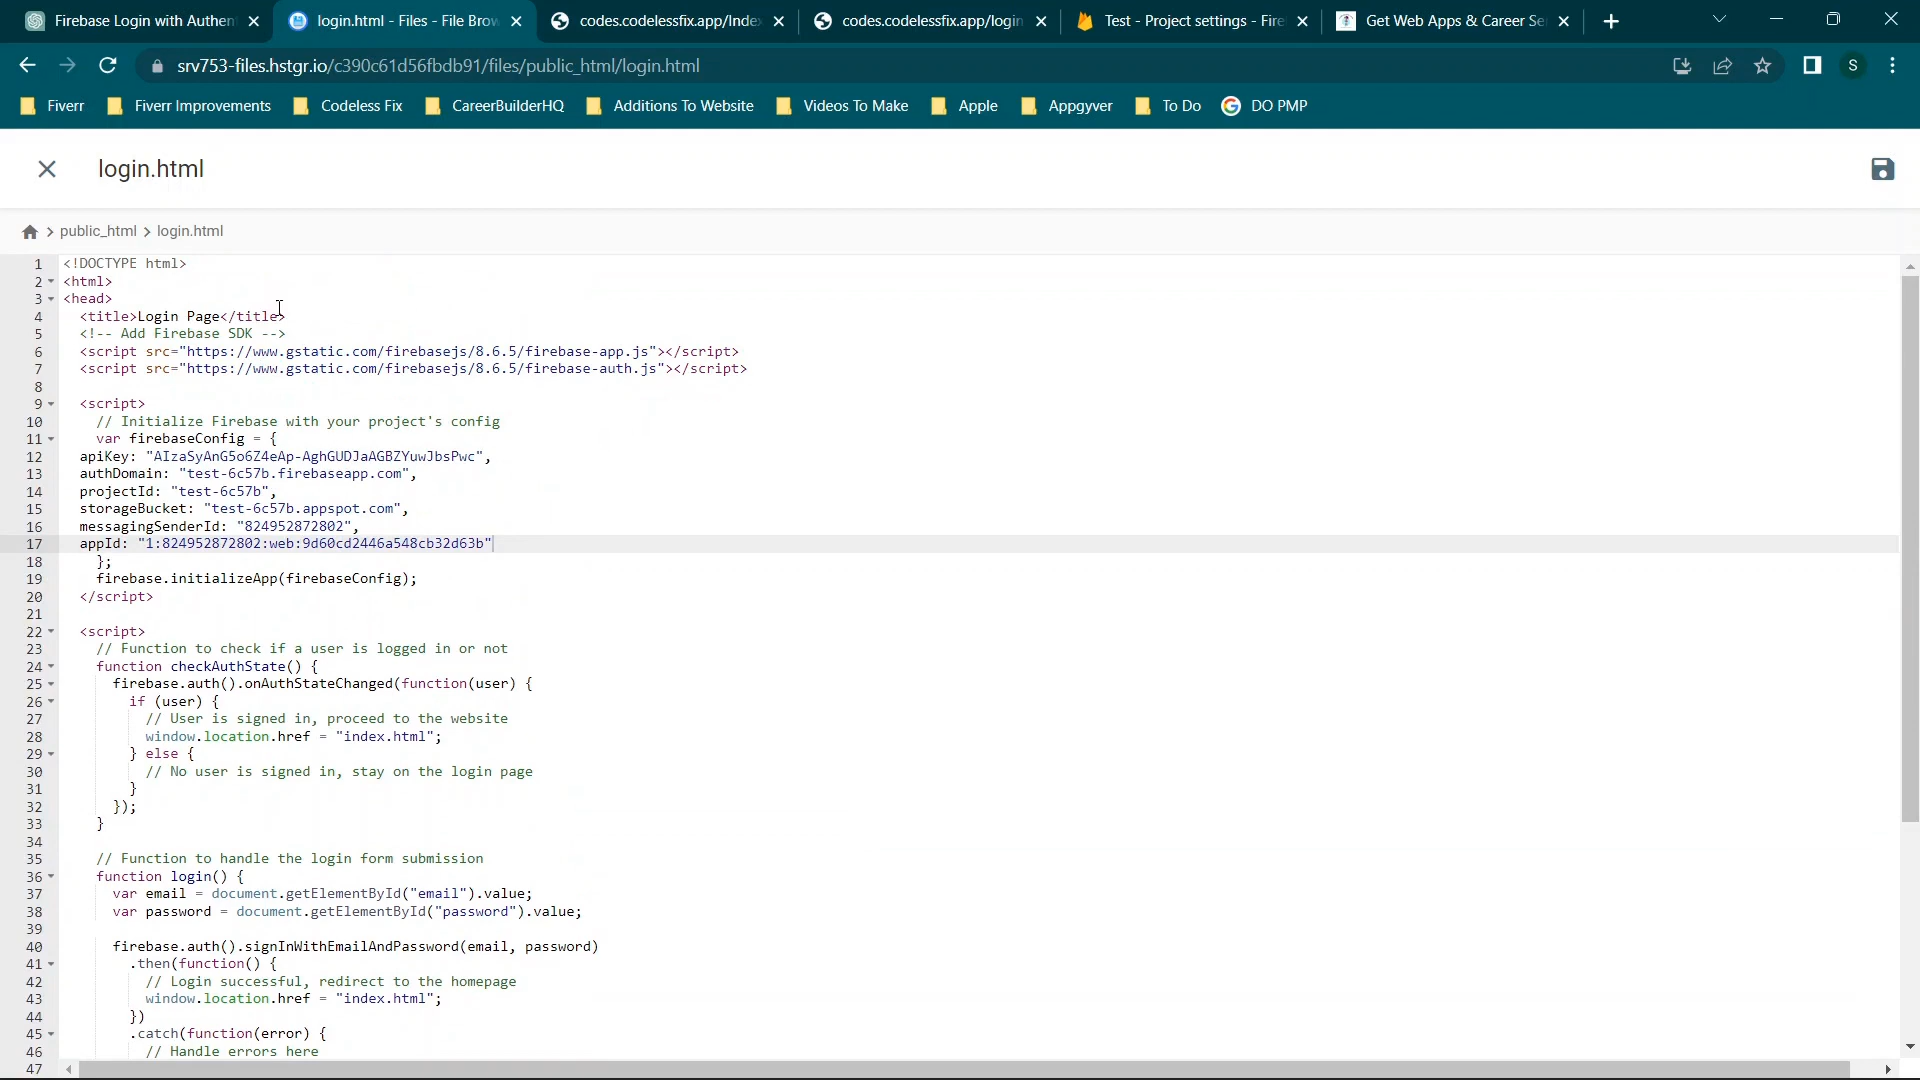 Firebase Login with Authen
login.html - Files - File Brow
codes.codelessfix.app/Index
codes.codelessfix.app/login
Test - Project settings - Fire
Get Web Apps & Career Se
srv753-files.hstgr.io/c390c61d56fbdb91/files/public_html/login.html
S
Fiverr
Fiverr Improvements
Codeless Fix
CareerBuilderHQ
Additions To Website
Videos To Make
Apple
Appgyver
To Do
DO PMP
login.html
public_html > login.html
1 <!DOCTYPE html>
2 <html>
3 <head>
4 <title>Login Page</title>
5 <!-- Add Firebase SDK -->
6 <script src="https://www.gstatic.com/firebasejs/8.6.5/firebase-app.js"></script>
7 <script src="https://www.gstatic.com/firebasejs/8.6.5/firebase-auth.js"></script>
8
9 <script>
10 // Initialize Firebase with your project's config
11 var firebaseConfig = {
12 apiKey: "AIzaSyAnG5o6Z4eAp-AghGUDJaAGBZYuwJbsPwc",
13 authDomain: "test-6c57b.firebaseapp.com",
14 projectId: "test-6c57b",
15 storageBucket: "test-6c57b.appspot.com",
16 messagingSenderId: "824952872802",
17 appId: "1:824952872802:web:9d60cd2446a548cb32d63b"
18 };
19 firebase.initializeApp(firebaseConfig);
20 </script>
21
22 <script>
23 // Function to check if a user is logged in or not
24 function checkAuthState() {
25 firebase.auth().onAuthStateChanged(function(user) {
26 if (user) {
27 // User is signed in, proceed to the website
28 window.location.href = "index.html";
29 } else {
30 // No user is signed in, stay on the login page
31 }
32 });
33 }
34
35 // Function to handle the login form submission
36 function login() {
37 var email = document.getElementById("email").value;
38 var password = document.getElementById("password").value;
39
40 firebase.auth().signInWithEmailAndPassword(email, password)
41 .then(function() {
42 // Login successful, redirect to the homepage
43 window.location.href = "index.html";
44 })
45 .catch(function(error) {
46 // Handle errors here
47